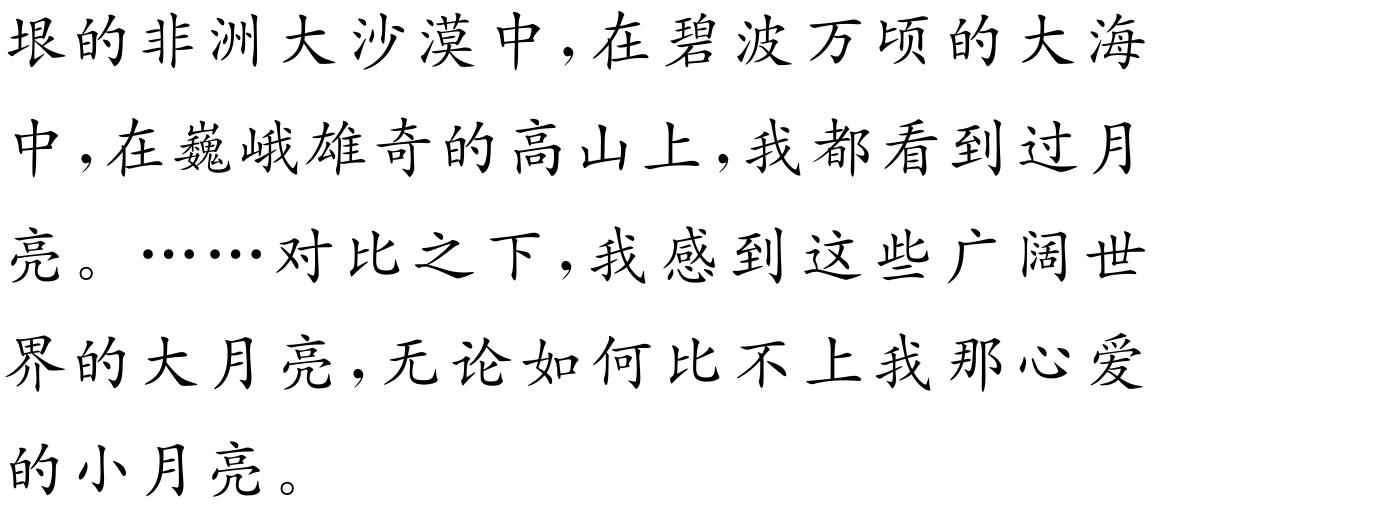 垠的非洲大沙漠中,在碧波万顷的大海
中,在巍峨雄奇的高山上,我都看到过月
亮。……对比之下,我感到这些广阔世
界的大月亮,无论如何比不上我那心爱
的小月亮。